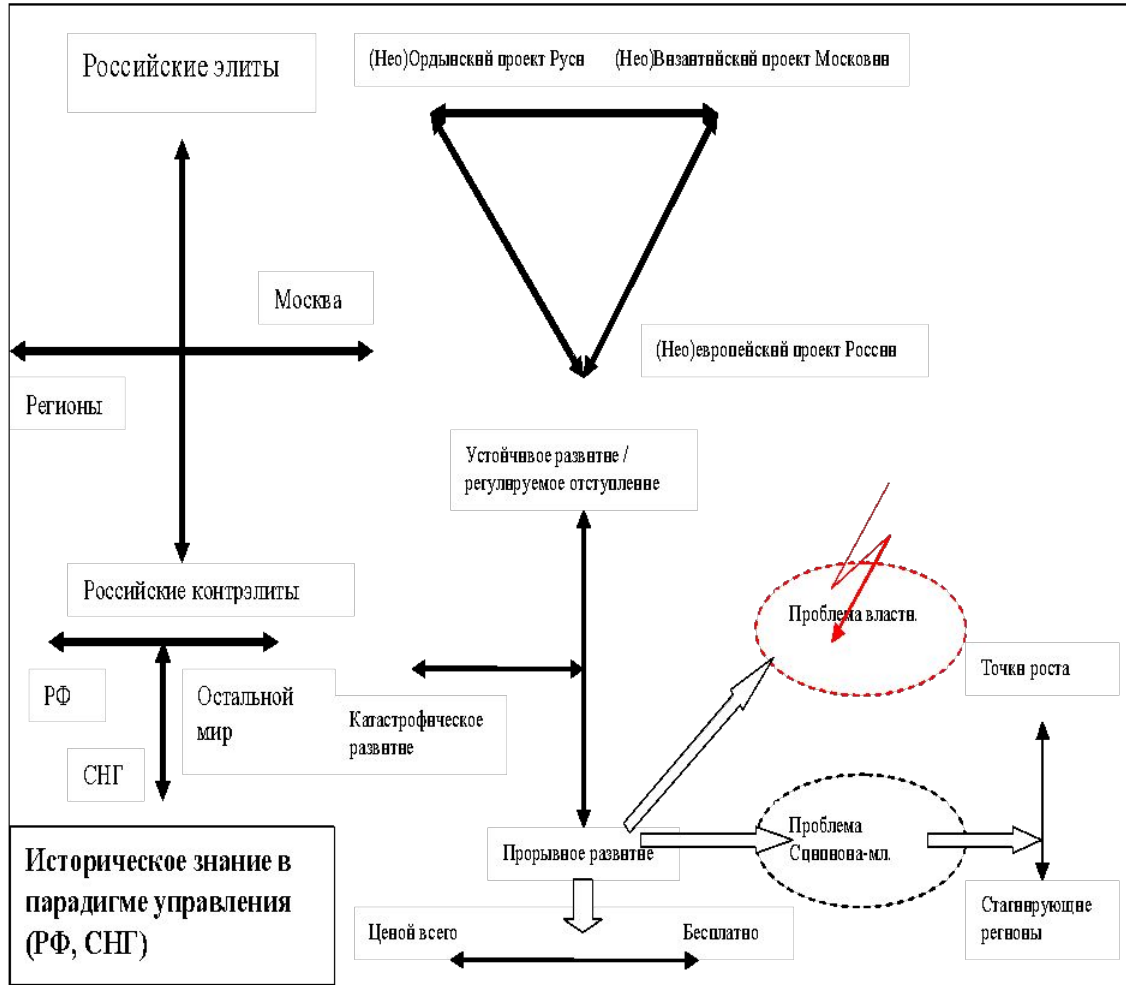 Российские элиты
(Нео)Ордынский проект Руси
(Нео)Византийский проект Московии
Москва
(Нео)европейский проект России
Регионы
Устойчивое развитие /
регулируемое отступление
Российские контрэлиты
Проблема власти.
РФ
Остальной
мир
СНГ
Катастрофическое
развитие
Точки роста
Прорывное развитие
Проблема
Сципиона-мл.
Историческое знание в
парадигме управления
(РФ, СНГ)
Ценой всего
Бесплатно
Стагнирующие
регионы